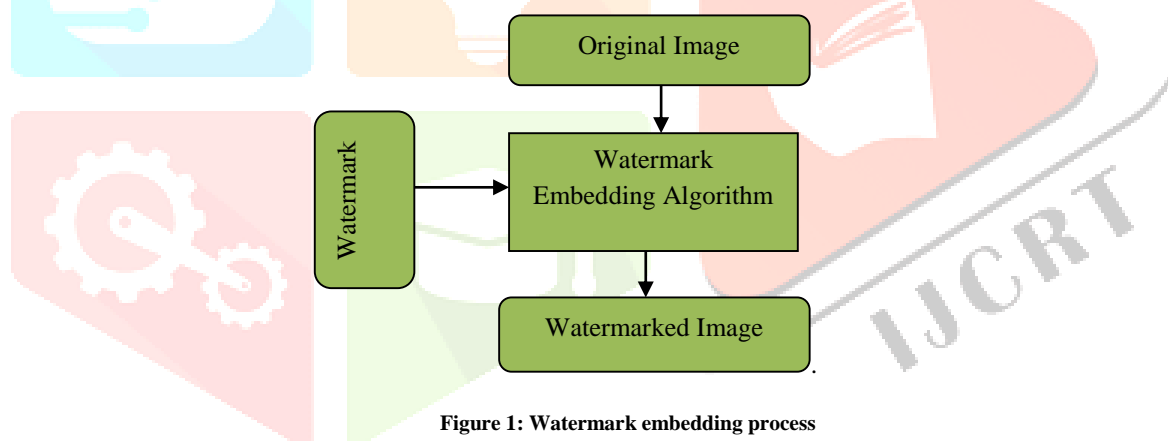 Original Image
Watermark
Watermark
Embedding Algorithm
Watermarked Image
.
IJCRT
Figure 1: Watermark embedding process